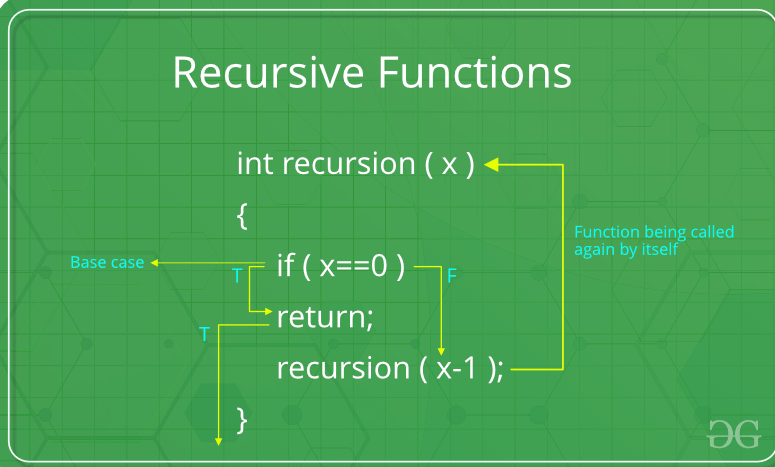 Recursive Functions
int recursion ( x )
{
Function being called
again by itself
Base case
if ( x==0 )
T
F
return;
T
recursion ( x-1 );
}
GG